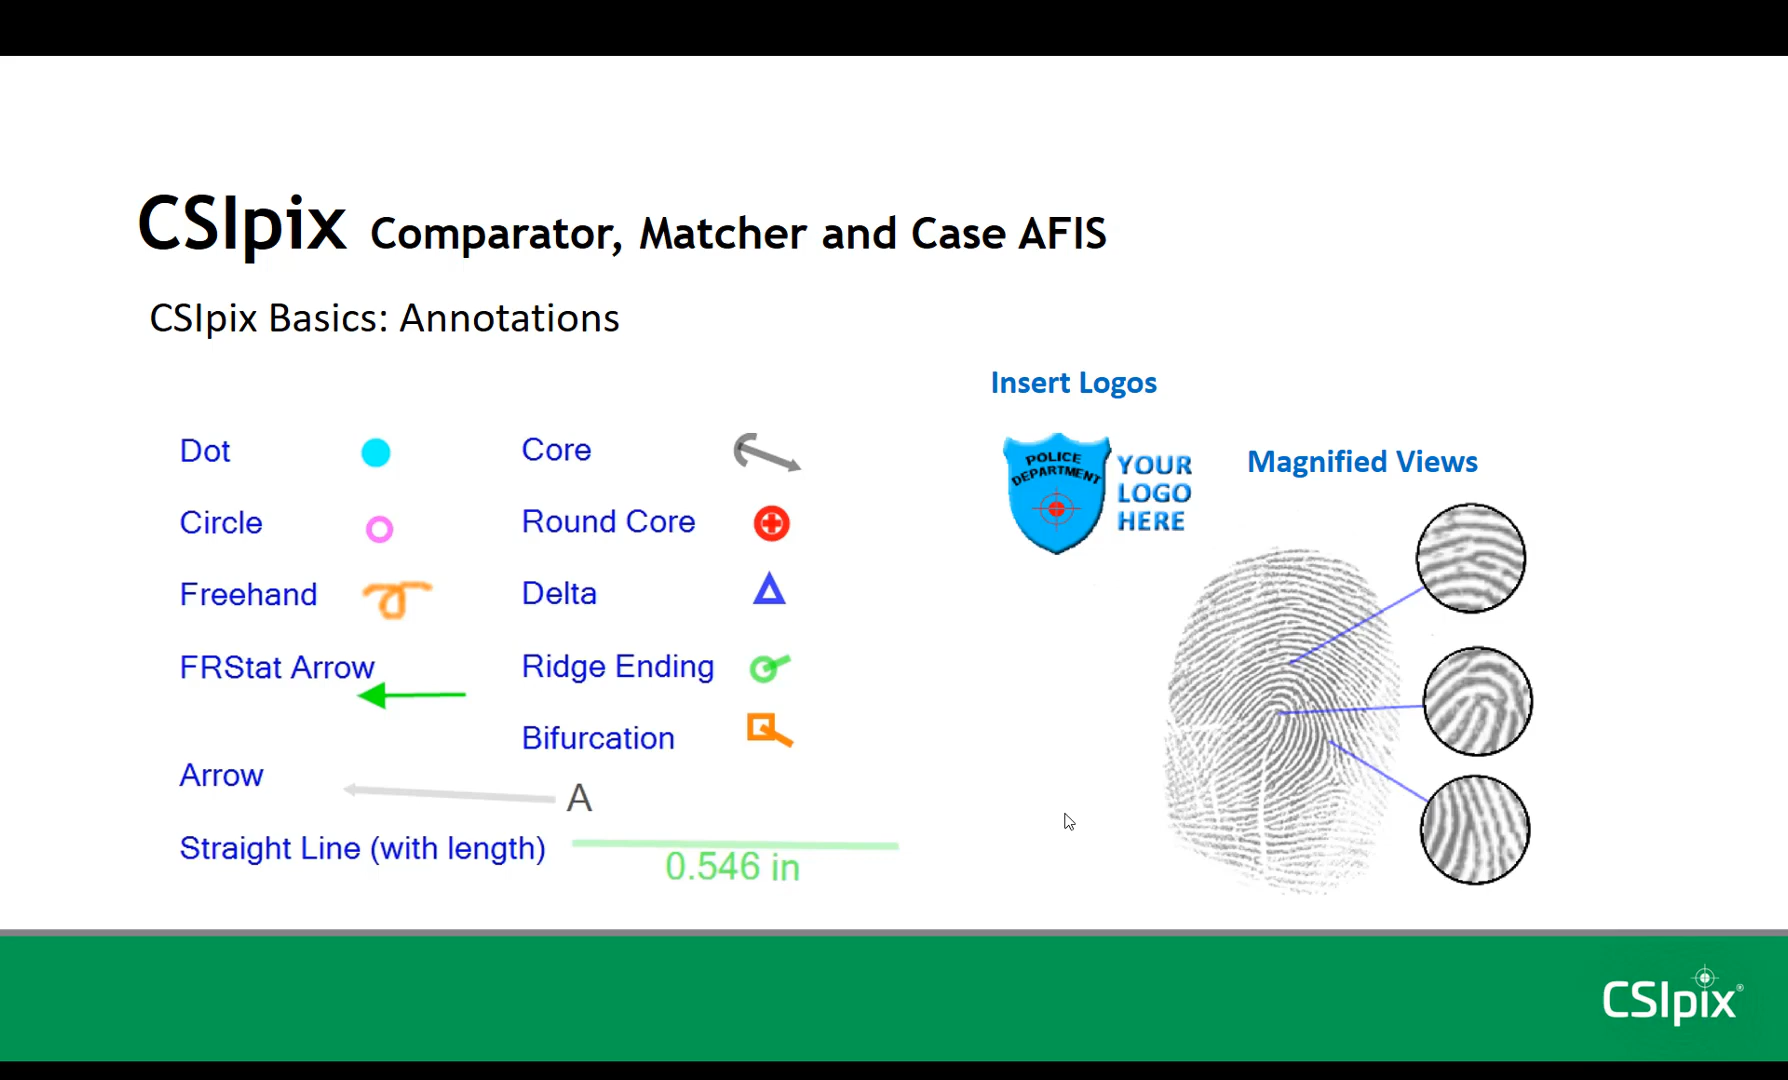 CSIpix Comparator, Matcher and Case AFIS
CSIpix Basics: Annotations
Dot
Circle
Freehand
FRStat Arrow
Arrow
A
Straight Line (with length)
0.546 in
Core
Round Core
Delta
Ridge Ending
Bifurcation
Insert Logos
POLICE
DEPARTMENT
YOUR
LOGO
HERE
Magnified Views
CSIpix®